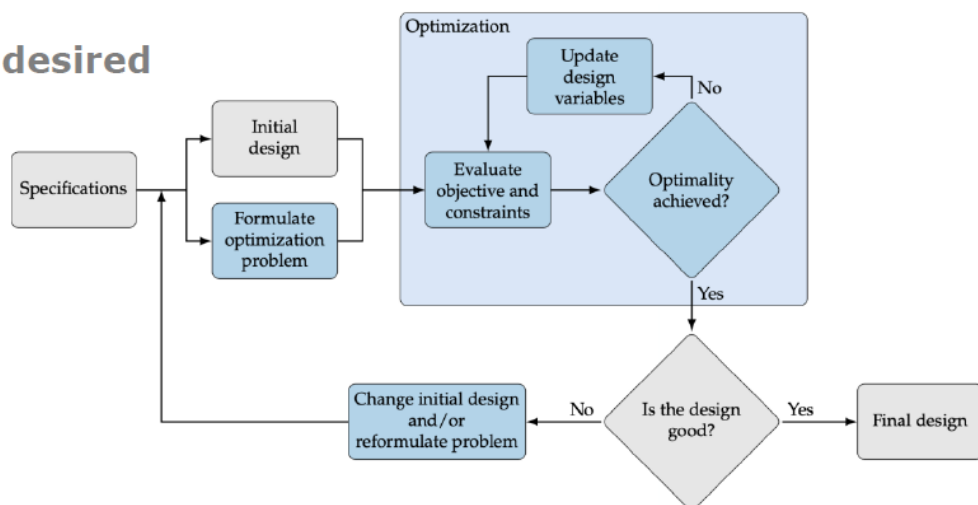 desired
Optimization
Update
design
variables
No
Initial
design
Specifications
Evaluate
objective and
constraints
Optimality
achieved?
Formulate
optimization
problem
Yes
Change initial design
and/or
reformulate problem
No
Is the design
good?
Yes
Final design